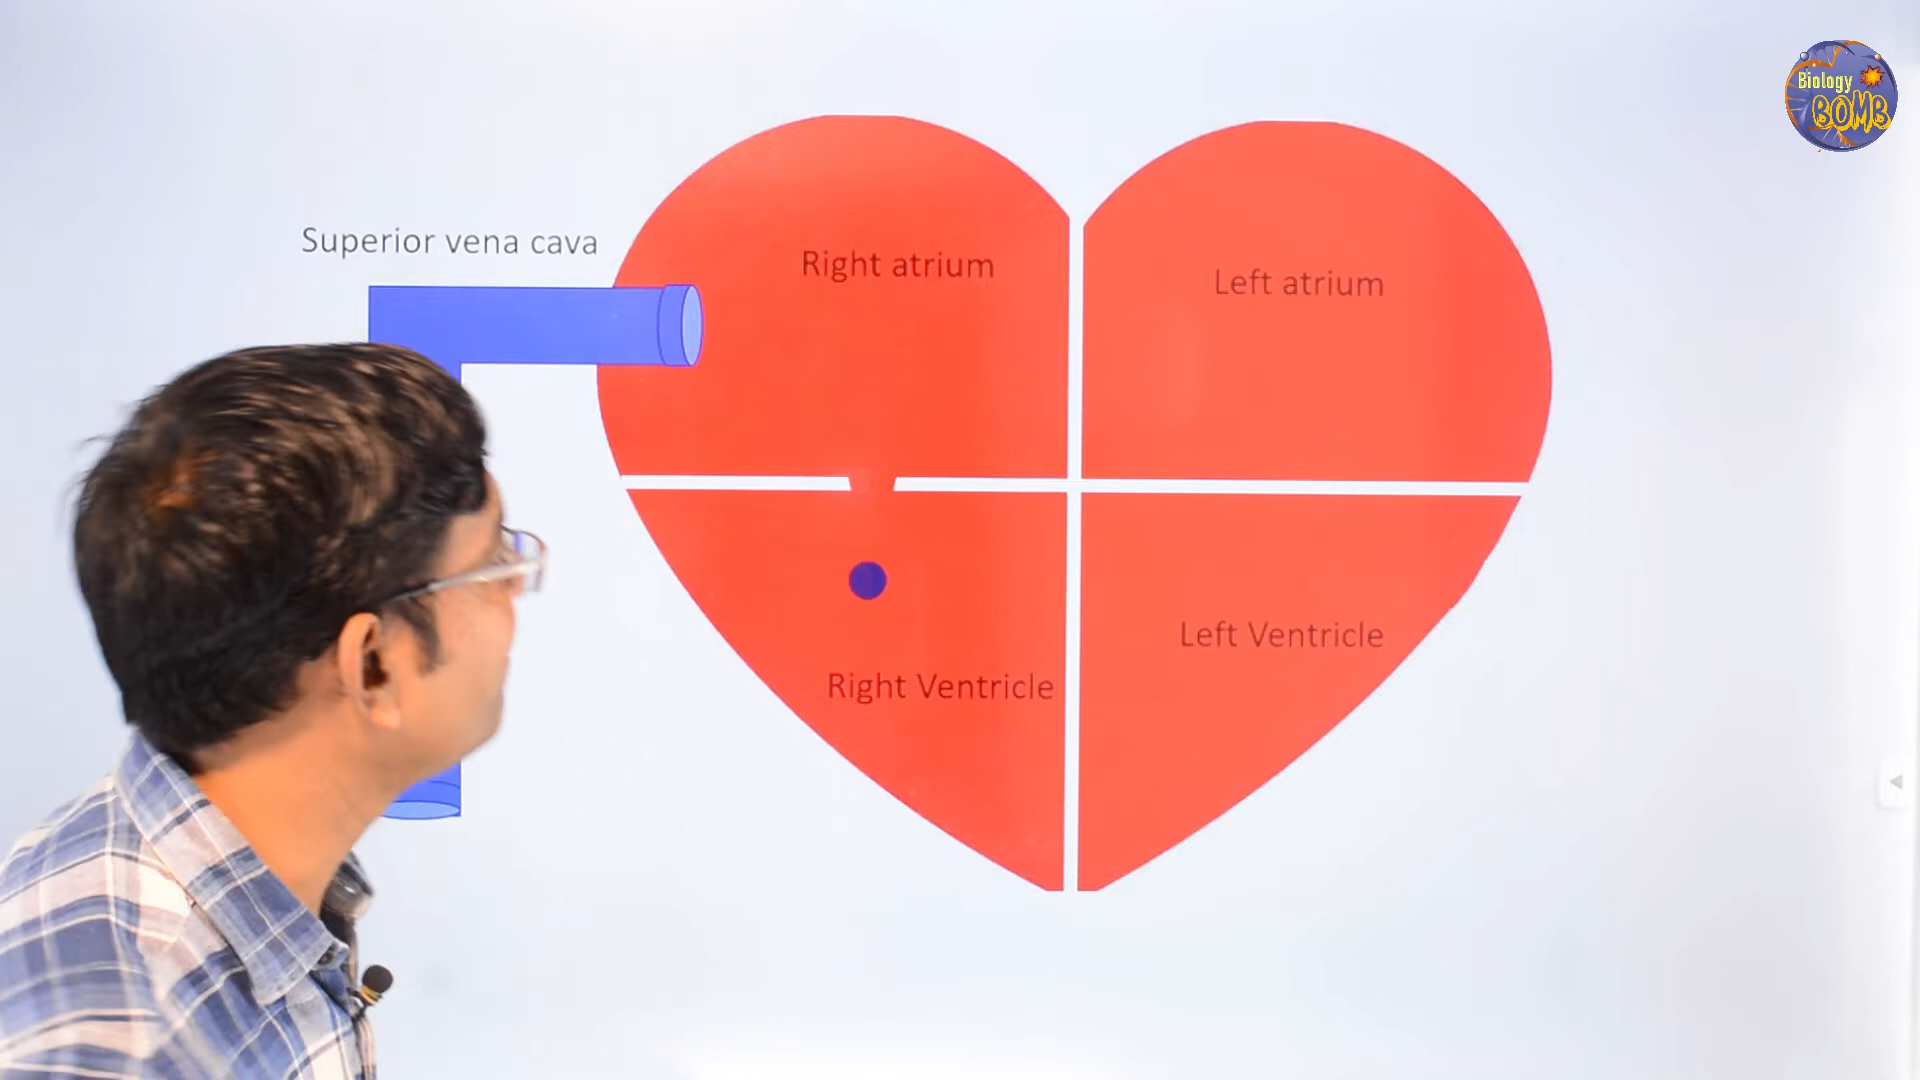 Biology
BOMB
Superior vena cava
Right atrium
Left atrium
Left Ventricle
Right Ventricle